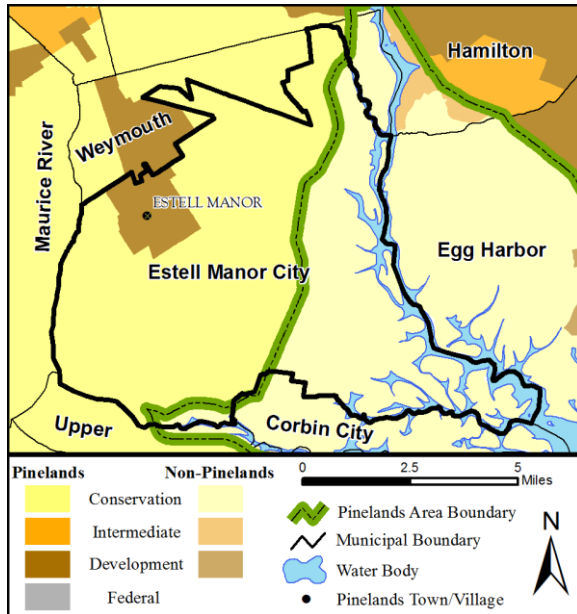 Hamilton
Weymouth
Maurice River
ESTELL MANOR
Egg Harbor
Estell Manor City
Upper
Corbin City
Pinelands Non-Pinelands
Conservation
Intermediate
Development
Federal
0 2.5 5
Miles
Pinelands Area Boundary
Municipal Boundary
Water Body
Pinelands Town/Village
N